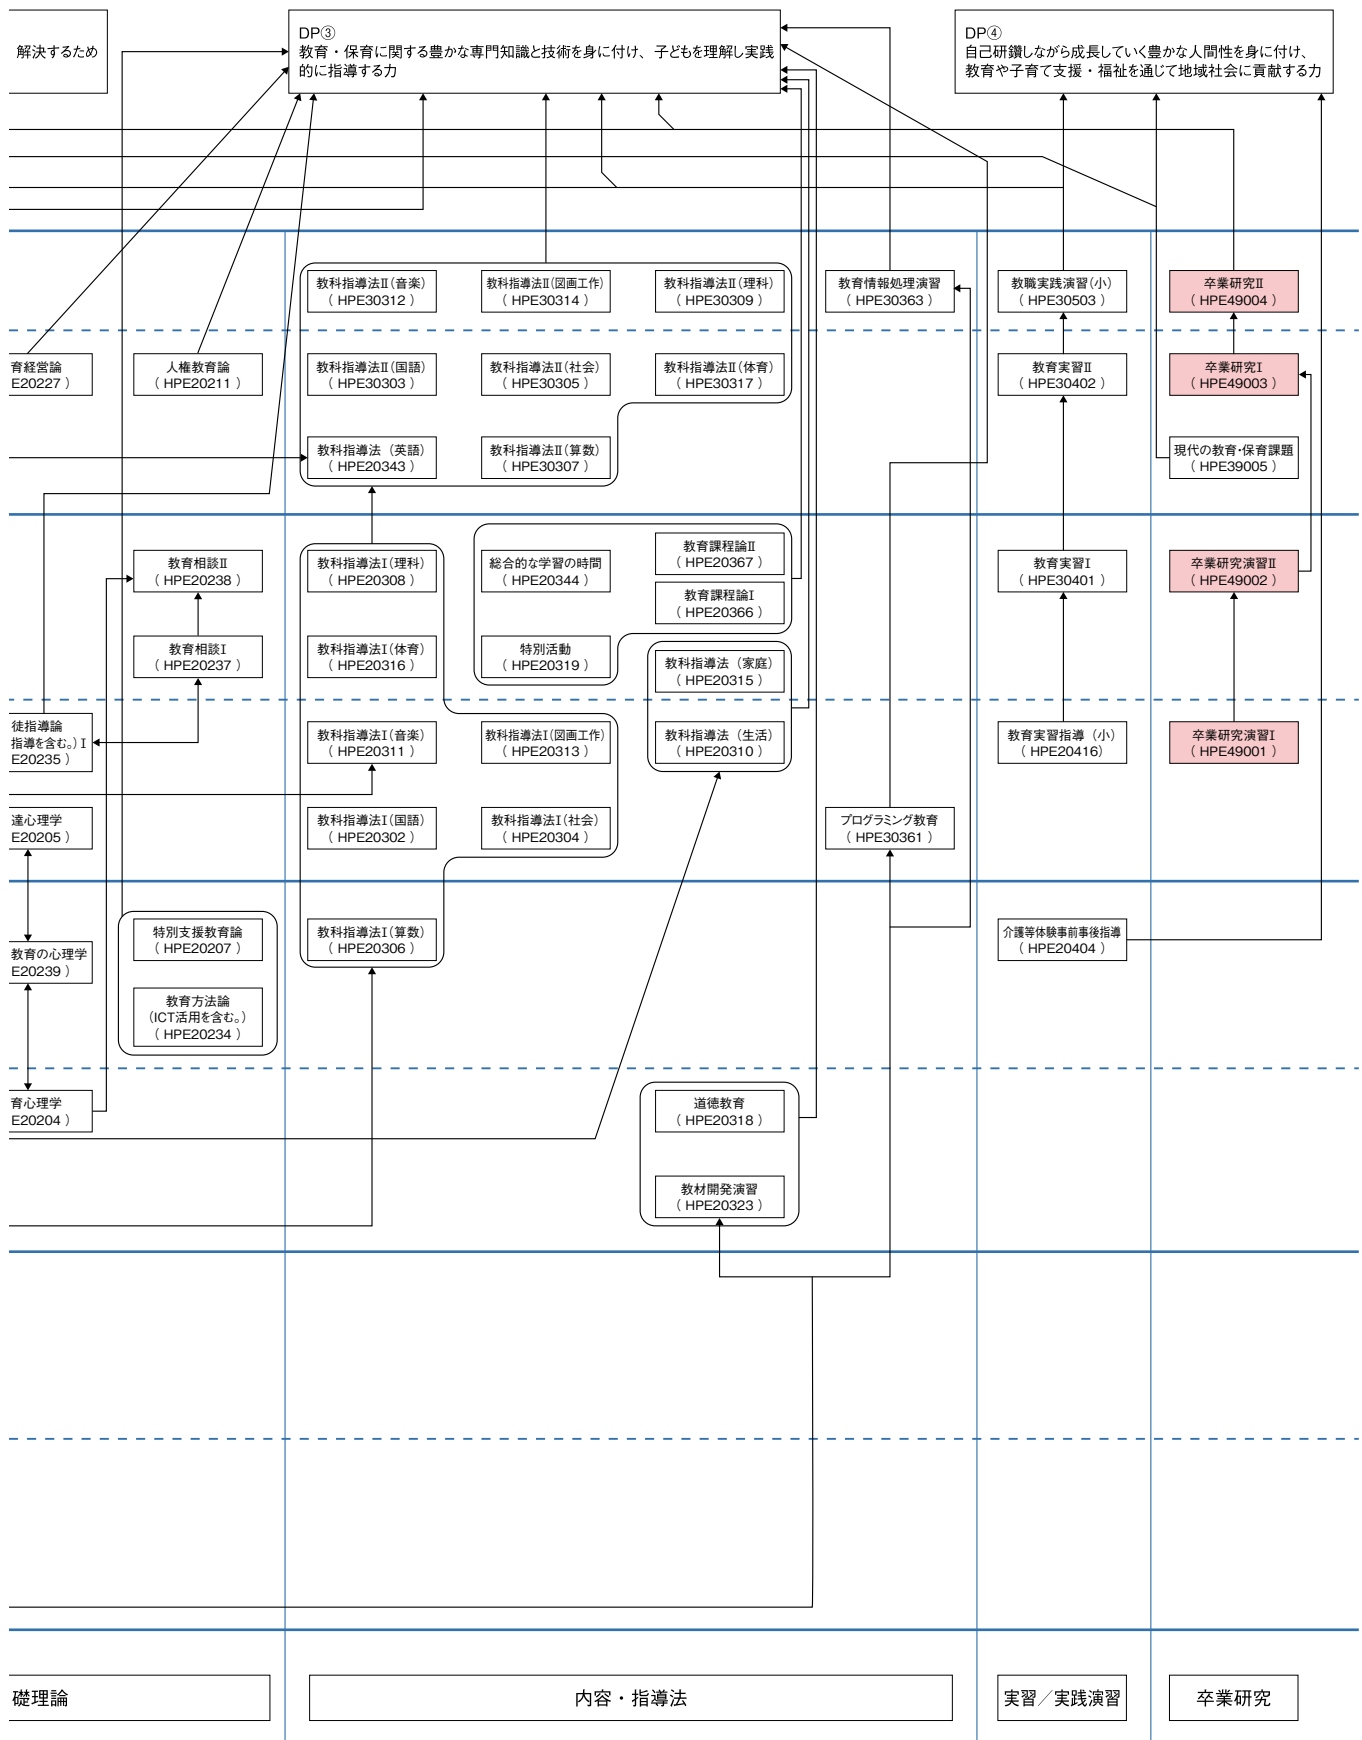 解決するため
DP③
教育・保育に関する豊かな専門知識と技術を身に付け、子どもを理解し実践
的に指導する力
DP④
自己研鑽しながら成長していく豊かな人間性を身に付け、
教育や子育て支援・福祉を通じて地域社会に貢献する力
教科指導法Ⅱ(音楽)
( HPE30312 )
教科指導法Ⅱ(図画工作)
( HPE30314 )
教科指導法Ⅱ(理科)
( HPE30309 )
教育情報処理演習
( HPE30363 )
教職実践演習(小)
( HPE30503 )
卒業研究Ⅱ
( HPE49004 )
育経営論
E20227 )
人権教育論
( HPE20211 )
教科指導法Ⅱ(国語)
( HPE30303 )
教科指導法Ⅱ(社会)
( HPE30305 )
教科指導法Ⅱ(体育)
( HPE30317 )
教育実習Ⅱ
( HPE30402 )
卒業研究Ⅰ
( HPE49003 )
教科指導法（英語)
( HPE20343 )
教科指導法Ⅱ(算数)
( HPE30307 )
現代の教育・保育課題
( HPE39005 )
教育相談Ⅱ
( HPE20238 )
教科指導法Ⅰ(理科)
( HPE20308 )
総合的な学習の時間
( HPE20344 )
教育課程論Ⅱ
( HPE20367 )
教育課程論Ⅰ
( HPE20366 )
教育実習Ⅰ
( HPE30401 )
卒業研究演習Ⅱ
( HPE49002 )
教育相談Ⅰ
( HPE20237 )
教科指導法Ⅰ(体育)
( HPE20316 )
特別活動
( HPE20319 )
教科指導法（家庭)
( HPE20315 )
徒指導論
指導を含む。) Ⅰ
E20235 )
教科指導法Ⅰ(音楽)
( HPE20311 )
教科指導法Ⅰ(図画工作)
( HPE20313 )
教科指導法（生活)
( HPE20310 )
教育実習指導（小)
( HPE20416)
卒業研究演習Ⅰ
( HPE49001 )
達心理学
E20205 )
教科指導法Ⅰ(国語)
( HPE20302 )
教科指導法Ⅰ(社会)
( HPE20304 )
プログラミング教育
( HPE30361 )
教育の心理学
E20239 )
特別支援教育論
( HPE20207 )
教科指導法Ⅰ(算数)
( HPE20306 )
介護等体験事前事後指導
( HPE20404 )
教育方法論
(ICT活用を含む。)
( HPE20234 )
育心理学
E20204 )
道徳教育
( HPE20318 )
教材開発演習
( HPE20323 )
礎理論
内容・指導法
実習／実践演習
卒業研究